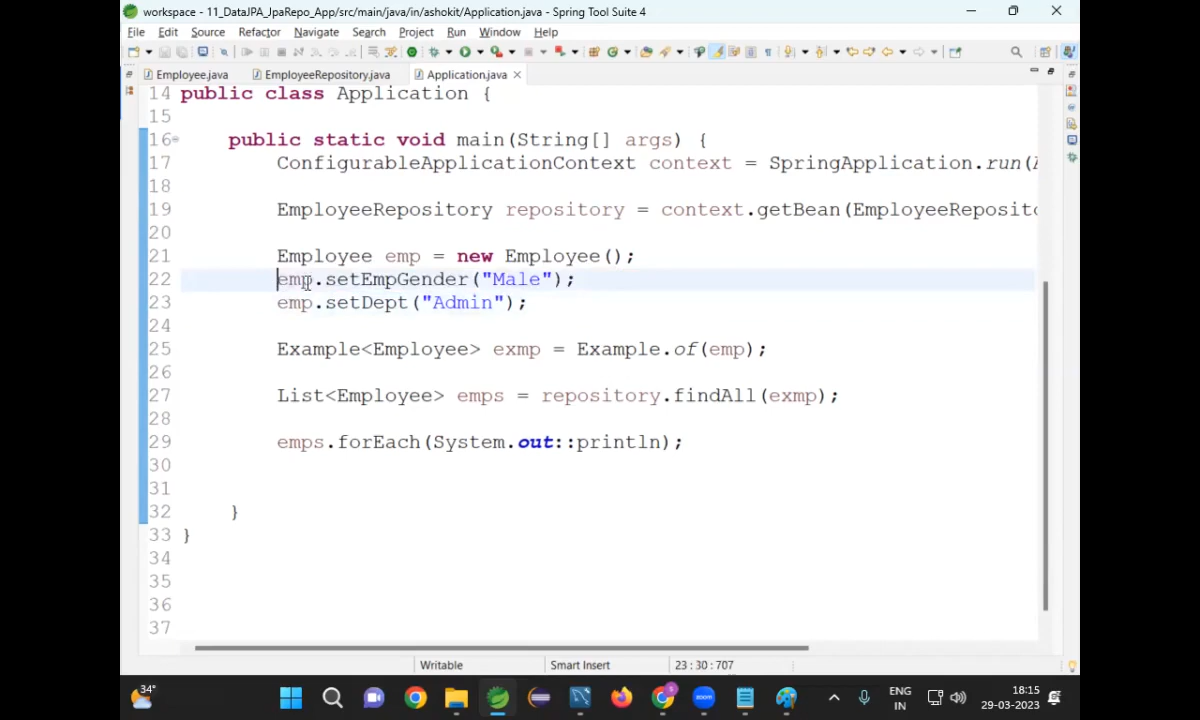 workspace - 11_DataJPA_JpaRepo_App/src/main/java/in/ashokit/Application.java - Spring Tool Suite 4
File Edit Source Refactor Navigate Search Project Run Window Help
Employee.java EmployeeRepository.java Application.java
14 public class Application {
15
16 public static void main(String[] args) {
17 ConfigurableApplicationContext context = SpringApplication.run(
18
19 EmployeeRepository repository = context.getBean(EmployeeReposito
20
21 Employee emp = new Employee();
22 emp.setEmpGender("Male");
23 emp.setDept("Admin");
24
25 Example<Employee> exmp = Example.of(emp);
26
27 List<Employee> emps = repository.findAll(exmp);
28
29 emps.forEach(System.out::println);
30
31
32 }
33 }
34
35
36
37
Writable Smart Insert 23 : 30 : 707
34° zoom ENG 18:15
IN 29-03-2023